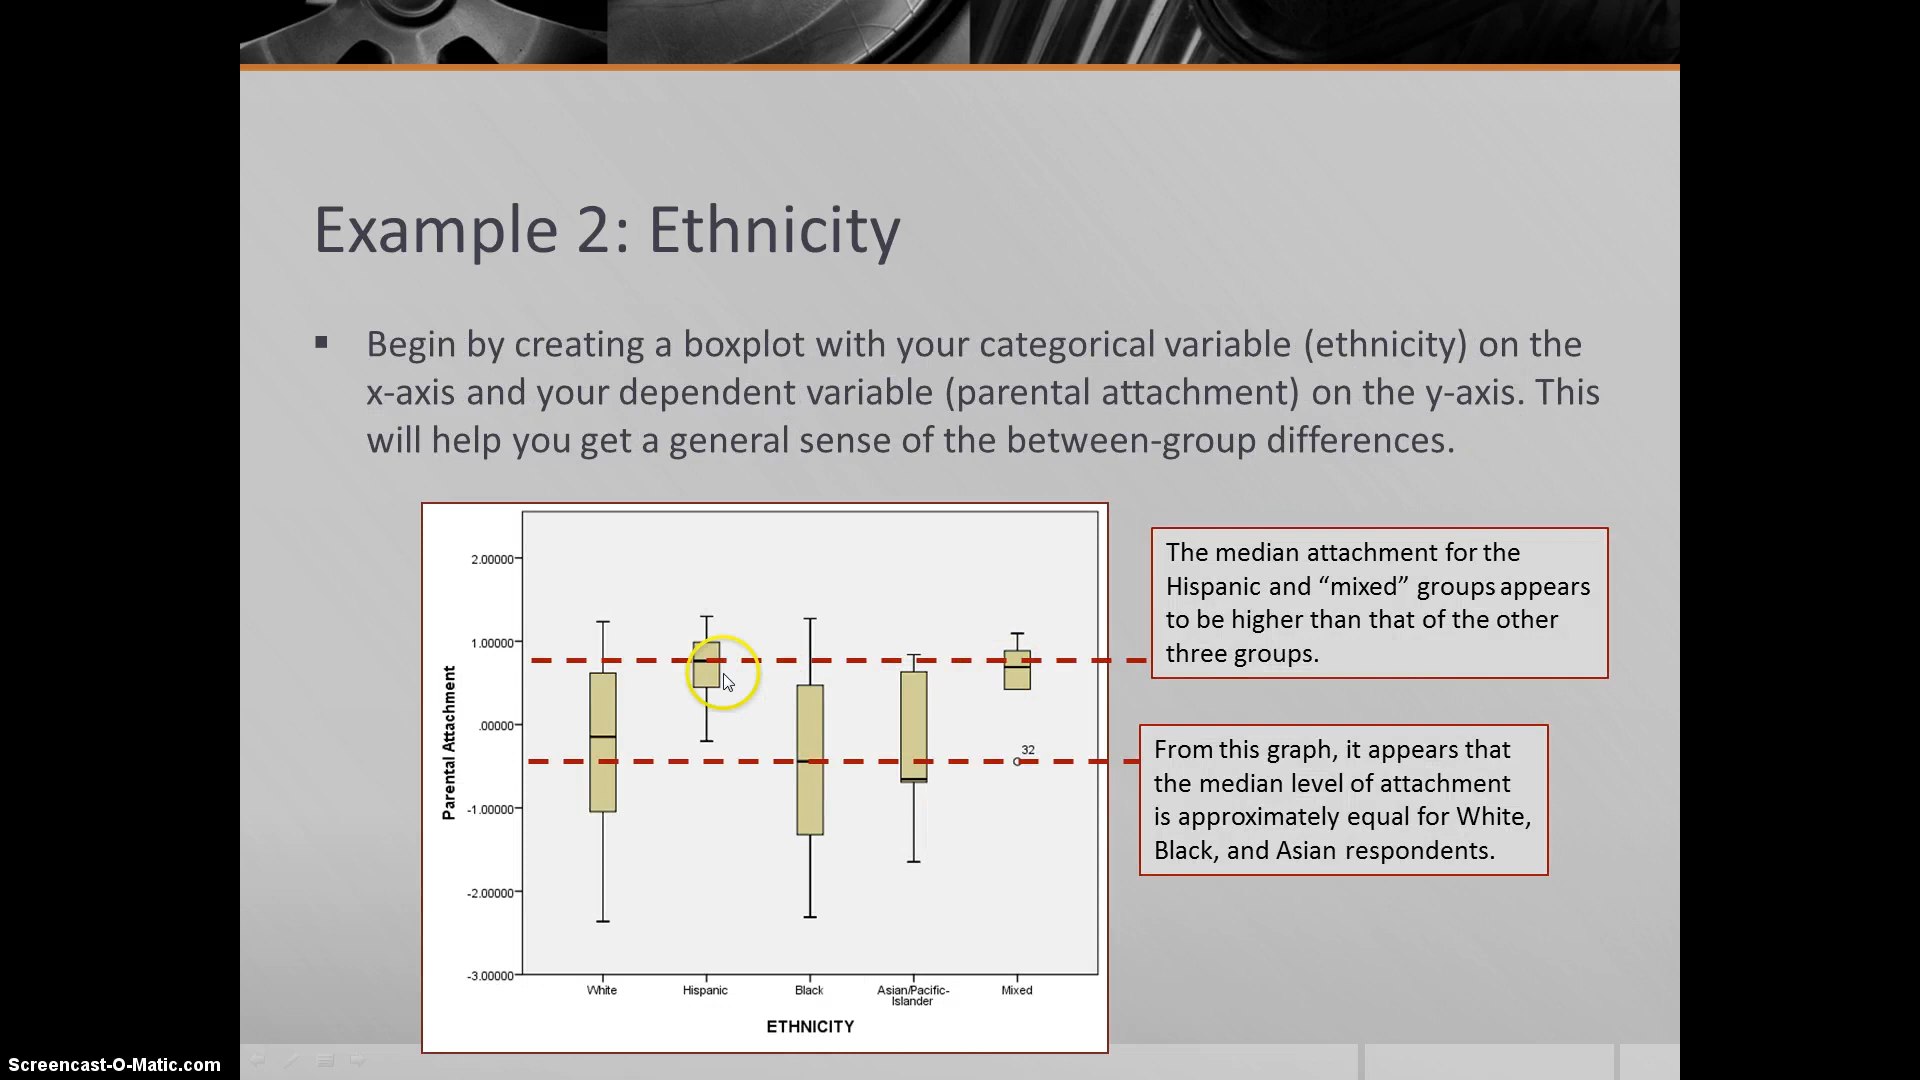 Example 2: Ethnicity
▪ Begin by creating a boxplot with your categorical variable (ethnicity) on the
x-axis and your dependent variable (parental attachment) on the y-axis. This
will help you get a general sense of the between-group differences.
2.00000
1.00000
.00000
-1.00000
-2.00000
-3.00000
Parental Attachment
32
White
Hispanic
Black
Asian/Pacific-
Islander
Mixed
ETHNICITY
The median attachment for the
Hispanic and “mixed” groups appears
to be higher than that of the other
three groups.
From this graph, it appears that
the median level of attachment
is approximately equal for White,
Black, and Asian respondents.
Screencast-O-Matic.com